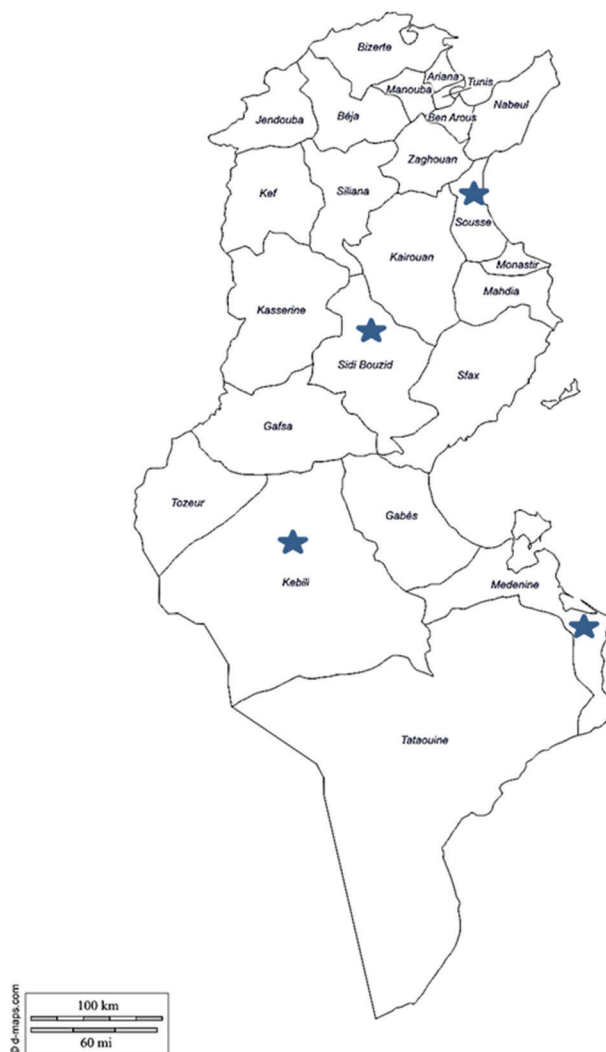 Bizerte
Ariana
Tunis
Manouba
Nabeul
Jendouba
Béja
Ben Arous
Zaghouan
Kef
Siliana
Sousse
Kairouan
Monastir
Mahdia
Kasserine
Sidi Bouzid
Sfax
Gafsa
Tozeur
Gabès
Kebili
Medenine
Tataouine
100 km
60 mi
© d-maps.com